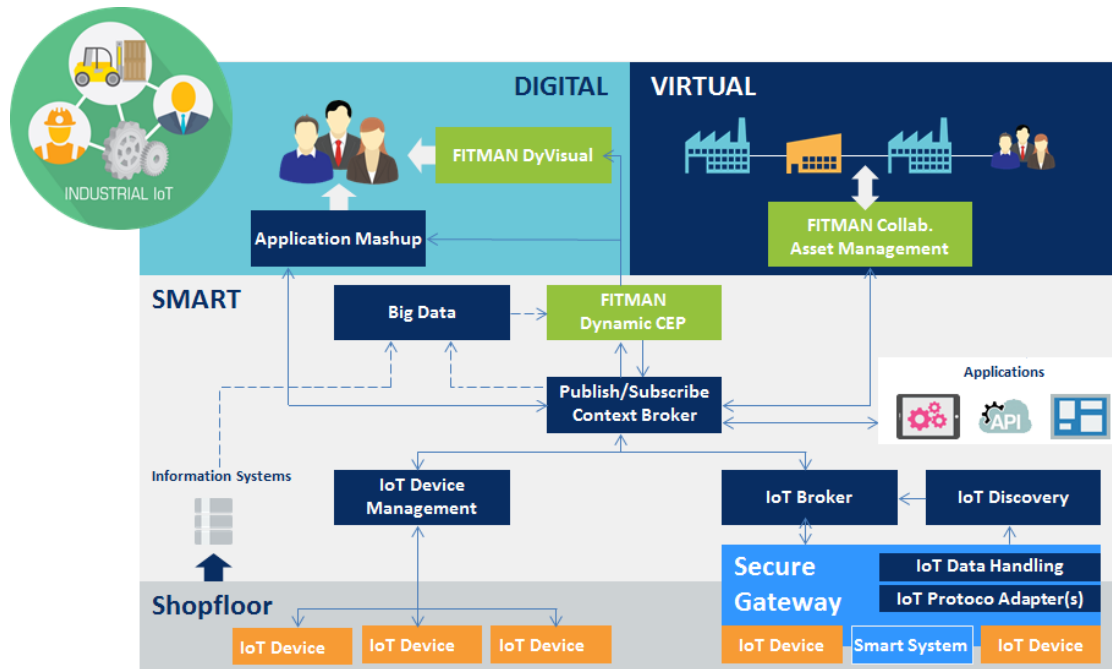 INDUSTRIAL IoT
DIGITAL
VIRTUAL
FITMAN DyVisual
Application Mashup
FITMAN Collab.
Asset Management
SMART
Big Data
FITMAN
Dynamic CEP
Publish/Subscribe
Context Broker
Applications
API
Information Systems
IoT Device
Management
IoT Broker
IoT Discovery
Secure
Gateway
IoT Data Handling
IoT Protoco Adapter(s)
Shopfloor
IoT Device
IoT Device
IoT Device
IoT Device
Smart System
IoT Device